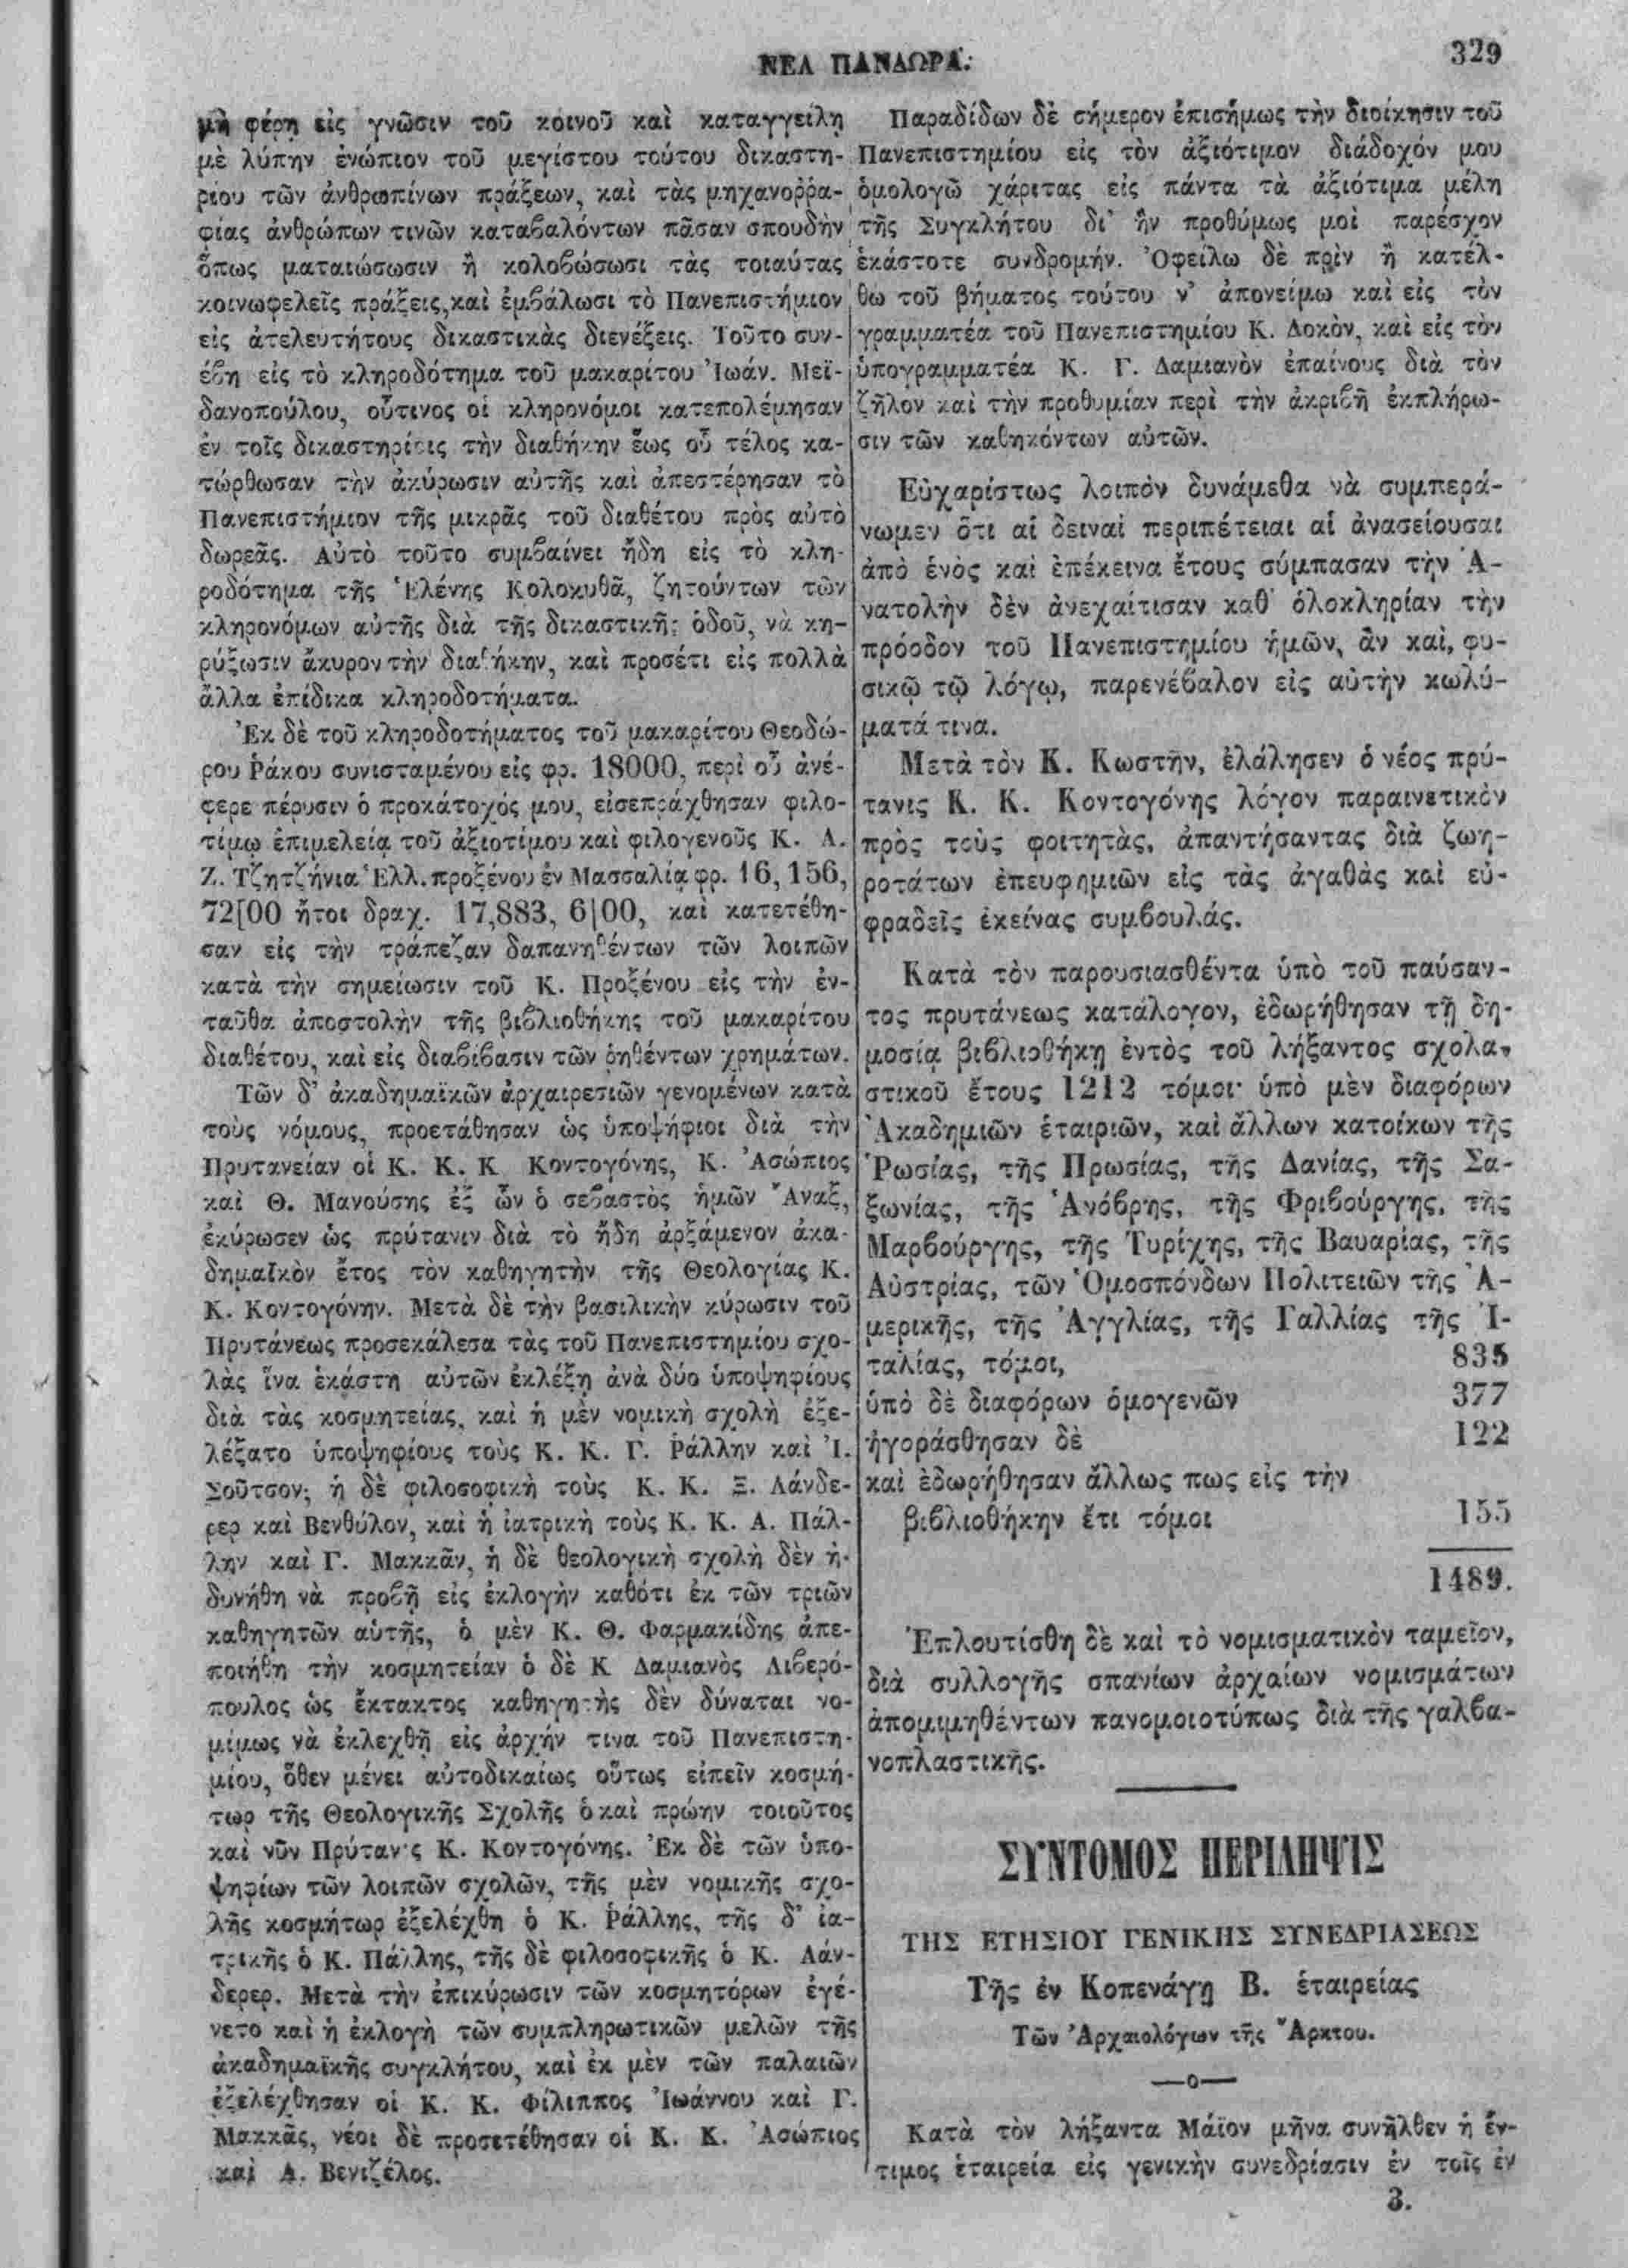 ΝΕΑ ΠΑΝΔΩΡΑ.
329
μὴ φέρῃ εἰς γνῶσιν τοῦ κοινοῦ καὶ καταγγείλῃ
μὲ λύπην ἐνώπιον τοῦ μεγίστου τούτου δικαστη-
ρίου τῶν ἀνθρωπίνων πράξεων, καὶ τὰς μηχανοῤῥα-
φίας ἀνθρώπων τινῶν καταβαλόντων πᾶσαν σπουδὴν
ὅπως ματαιώσωσιν ἢ κολοβώσωσι τὰς τοιαύτας
κοινωφελεῖς πράξεις, καὶ ἐμβάλωσι τὸ Πανεπιστήμιον
εἰς ἀτελευτήτους δικαστικὰς διενέξεις. Τοῦτο συν-
έβη εἰς τὸ κληροδότημα τοῦ μακαρίτου Ἰωάν. Μεϊ-
δανοπούλου, οὗτινος οἱ κληρονόμοι κατεπολέμησαν
ἐν τοῖς δικαστηρίοις τὴν διαθήκην ἕως οὗ τέλος κα-
τώρθωσαν τὴν ἀκύρωσιν αὐτῆς καὶ ἀπεστέρησαν τὸ
Πανεπιστήμιον τῆς μικρᾶς τοῦ διαθέτου πρὸς αὐτὸ
δωρεᾶς. Αὐτὸ τοῦτο συμβαίνει ἤδη εἰς τὸ κλη-
ροδότημα τῆς Ἑλένης Κολοκυθᾶ, ζητούντων τῶν
κληρονόμων αὐτῆς διὰ τῆς δικαστικῆς ὁδοῦ, νὰ κη-
ρύξωσιν ἄκυρον τὴν διαθήκην, καὶ προσέτι εἰς πολλὰ
ἄλλα ἐπίδικα κληροδοτήματα.
Ἐκ δὲ τοῦ κληροδοτήματος τοῦ μακαρίτου Θεοδώ-
ρου Ῥάκου συνισταμένου εἰς φρ. 18000, περὶ οὗ ἀνέ-
φερε πέρυσιν ὁ προκάτοχός μου, εἰσεπράχθησαν φιλο-
τίμῳ ἐπιμελείᾳ τοῦ ἀξιοτίμου καὶ φιλογενοῦς Κ. Α.
Ζ. Τζητζήνια Ἑλλ. προξένου ἐν Μασσαλίᾳ φρ. 16,156,
72[00 ἤτοι δραχ. 17,883, 6|00, καὶ κατετέθη-
σαν εἰς τὴν τράπεζαν δαπανηθέντων τῶν λοιπῶν
κατὰ τὴν σημείωσιν τοῦ Κ. Προξένου εἰς τὴν ἐν-
ταῦθα ἀποστολὴν τῆς βιβλιοθήκης τοῦ μακαρίτου
διαθέτου, καὶ εἰς διαβίβασιν τῶν ῥηθέντων χρημάτων.
Τῶν δ' ἀκαδημαϊκῶν ἀρχαιρεσιῶν γενομένων κατὰ
τοὺς νόμους, προετάθησαν ὡς ὑποψήφιοι διὰ τὴν
Πρυτανείαν οἱ Κ. Κ. Κ Κοντογόνης, Κ. Ἀσώπιος
καὶ Θ. Μανούσης ἐξ ὧν ὁ σεβαστὸς ἡμῶν Ἄναξ,
ἐκύρωσεν ὡς πρύτανιν διὰ τὸ ἤδη ἀρξάμενον ἀκα-
δημαϊκὸν ἔτος τὸν καθηγητὴν τῆς Θεολογίας Κ.
Κ. Κοντογόνην. Μετὰ δὲ τὴν βασιλικὴν κύρωσιν τοῦ
Πρυτάνεως προσεκάλεσα τὰς τοῦ Πανεπιστημίου σχο-
λὰς ἵνα ἑκάστη αὐτῶν ἐκλέξῃ ἀνὰ δύο ὑποψηφίους
διὰ τὰς κοσμητείας, καὶ ἡ μὲν νομικὴ σχολὴ ἐξε-
λέξατο ὑποψηφίους τοὺς Κ. Κ. Γ. Ῥάλλην καὶ Ἰ.
Σοῦτσον; ἡ δὲ φιλοσοφικὴ τοὺς Κ. Κ. Ξ. Λάνδε-
ρερ καὶ Βενθύλον, καὶ ἡ ἰατρικὴ τοὺς Κ. Κ. Α. Πάλ-
λην καὶ Γ. Μακκᾶν, ἡ δὲ θεολογικὴ σχολὴ δὲν ἠ-
δυνήθη νὰ προβῇ εἰς ἐκλογὴν καθότι ἐκ τῶν τριῶν
καθηγητῶν αὐτῆς, ὁ μὲν Κ. Θ. Φαρμακίδης ἀπε-
ποιήθη τὴν κοσμητείαν ὁ δὲ Κ Δαμιανὸς Λιβερό-
πουλος ὡς ἔκτακτος καθηγητὴς δὲν δύναται νο-
μίμως νὰ ἐκλεχθῇ εἰς ἀρχήν τινα τοῦ Πανεπιστη-
μίου, ὅθεν μένει αὐτοδικαίως οὕτως εἰπεῖν κοσμή-
τωρ τῆς Θεολογικῆς Σχολῆς ὁ καὶ πρώην τοιοῦτος
καὶ νῦν Πρύτανις Κ. Κοντογόνης. Ἐκ δὲ τῶν ὑπο-
ψηφίων τῶν λοιπῶν σχολῶν, τῆς μὲν νομικῆς σχο-
λῆς κοσμήτωρ ἐξελέχθη ὁ Κ. Ῥάλλης, τῆς δ' ἰα-
τρικῆς ὁ Κ. Πάλλης, τῆς δὲ φιλοσοφικῆς ὁ Κ. Λάν-
δερερ. Μετὰ τὴν ἐπικύρωσιν τῶν κοσμητόρων ἐγέ-
νετο καὶ ἡ ἐκλογὴ τῶν συμπληρωτικῶν μελῶν τῆς
ἀκαδημαϊκῆς συγκλήτου, καὶ ἐκ μὲν τῶν παλαιῶν
ἐξελέχθησαν οἱ Κ. Κ. Φίλιππος Ἰωάννου καὶ Γ.
Μακκᾶς, νέοι δὲ προσετέθησαν οἱ Κ. Κ. Ἀσώπιος
καὶ Α. Βενιζέλος.
Παραδίδων δὲ σήμερον ἐπισήμως τὴν διοίκησιν τοῦ
Πανεπιστημίου εἰς τὸν ἀξιότιμον διάδοχόν μου
ὁμολογῶ χάριτας εἰς πάντα τὰ ἀξιότιμα μέλη
τῆς Συγκλήτου δι' ἣν προθύμως μοὶ παρέσχον
ἑκάστοτε συνδρομήν. Ὀφείλω δὲ πρὶν ἢ κατέλ-
θω τοῦ βήματος τούτου ν' ἀπονείμω καὶ εἰς τὸν
γραμματέα τοῦ Πανεπιστημίου Κ. Δοκὸν, καὶ εἰς τὸν
ὑπογραμματέα Κ. Γ. Δαμιανὸν ἐπαίνους διὰ τὸν
ζῆλον καὶ τὴν προθυμίαν περὶ τὴν ἀκριβῆ ἐκπλήρω-
σιν τῶν καθηκόντων αὐτῶν.
Εὐχαρίστως λοιπὸν δυνάμεθα νὰ συμπερά-
νωμεν ὅτι αἱ δειναὶ περιπέτειαι αἱ ἀνασείουσαι
ἀπὸ ἑνὸς καὶ ἐπέκεινα ἔτους σύμπασαν τὴν Ἀ-
νατολὴν δὲν ἀνεχαίτισαν καθ' ὁλοκληρίαν τὴν
πρόοδον τοῦ Πανεπιστημίου ἡμῶν, ἂν καὶ, φυ-
σικῷ τῷ λόγῳ, παρενέβαλον εἰς αὐτὴν κωλύ-
ματά τινα.
Μετὰ τὸν Κ. Κωστῆν, ἐλάλησεν ὁ νέος πρύ-
τανις Κ. Κ. Κοντογόνης λόγον παραινετικὸν
πρὸς τοὺς φοιτητὰς, ἀπαντήσαντας διὰ ζωη-
ροτάτων ἐπευφημιῶν εἰς τὰς ἀγαθὰς καὶ εὐ-
φραδεῖς ἐκείνας συμβουλάς.
Κατὰ τὸν παρουσιασθέντα ὑπὸ τοῦ παύσαν-
τος πρυτάνεως κατάλογον, ἐδωρήθησαν τῇ δη-
μοσίᾳ βιβλιοθήκῃ ἐντὸς τοῦ λήξαντος σχολα-
στικοῦ ἔτους 1212 τόμοι· ὑπὸ μὲν διαφόρων
Ἀκαδημιῶν ἑταιριῶν, καὶ ἄλλων κατοίκων τῆς
Ῥωσίας, τῆς Πρωσίας, τῆς Δανίας, τῆς Σα-
ξωνίας, τῆς Ἀνόβρης, τῆς Φριβούργης, τῆς
Μαρβούργης, τῆς Τυρίχης, τῆς Βαυαρίας, τῆς
Αὐστρίας, τῶν Ὁμοσπόνδων Πολιτειῶν τῆς Ἀ-
μερικῆς, τῆς Ἀγγλίας, τῆς Γαλλίας τῆς Ἰ-
ταλίας, τόμοι, 835
ὑπὸ δὲ διαφόρων ὁμογενῶν 377
ἠγοράσθησαν δὲ 122
καὶ ἐδωρήθησαν ἄλλως πως εἰς τὴν
βιβλιοθήκην ἔτι τόμοι 155
1489.
Ἐπλουτίσθη δὲ καὶ τὸ νομισματικὸν ταμεῖον,
διὰ συλλογῆς σπανίων ἀρχαίων νομισμάτων
ἀπομιμηθέντων πανομοιοτύπως διὰ τῆς γαλβα-
νοπλαστικῆς.
ΣΥΝΤΟΜΟΣ ΠΕΡΙΛΗΨΙΣ
ΤΗΣ ΕΤΗΣΙΟΥ ΓΕΝΙΚΗΣ ΣΥΝΕΔΡΙΑΣΕΩΣ
Τῆς ἐν Κοπενάγῃ Β. ἑταιρείας
Τῶν Ἀρχαιολόγων τῆς Ἄρκτου.
Κατὰ τὸν λήξαντα Μάϊον μῆνα συνῆλθεν ἡ ἔν-
τιμος ἑταιρεία εἰς γενικὴν συνεδρίασιν ἐν τοῖς ἐν
3.